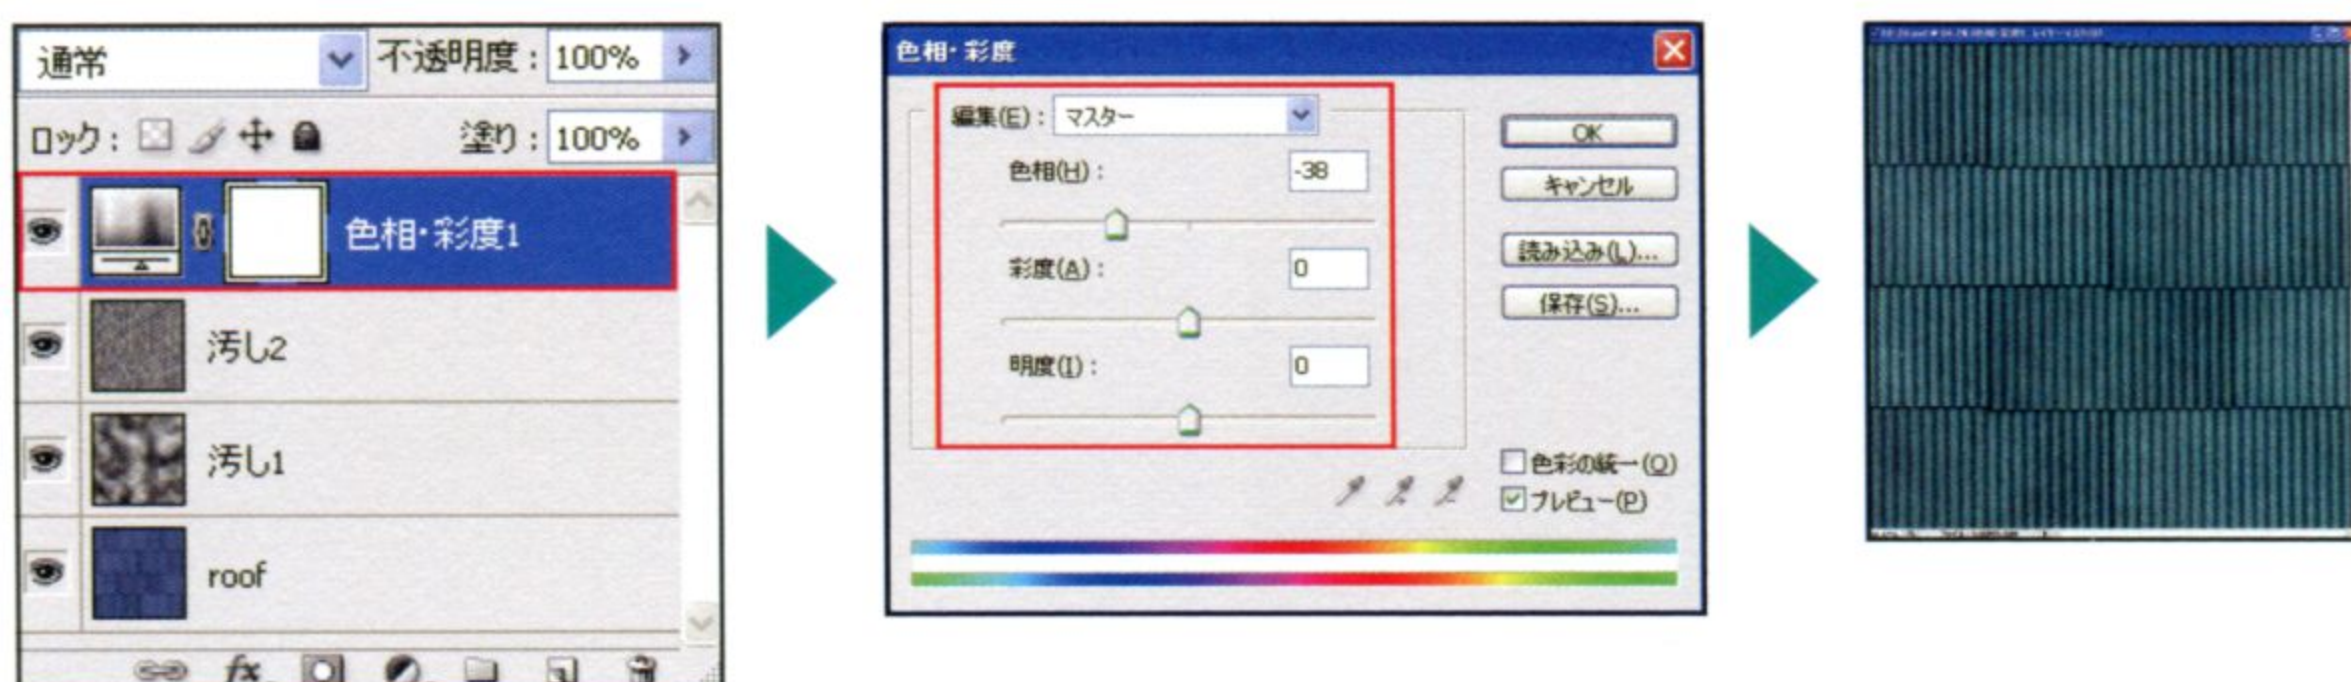 通常
不透明度：100%
ロック：
塗り：100%
色相・彩度1
汚し2
汚し1
roof
fx
色相・彩度
編集(E)：マスター
色相(H)：-38
彩度(A)：0
明度(I)：0
OK
キャンセル
読み込み(L)...
保存(S)...
色彩の統一(O)
プレビュー(P)